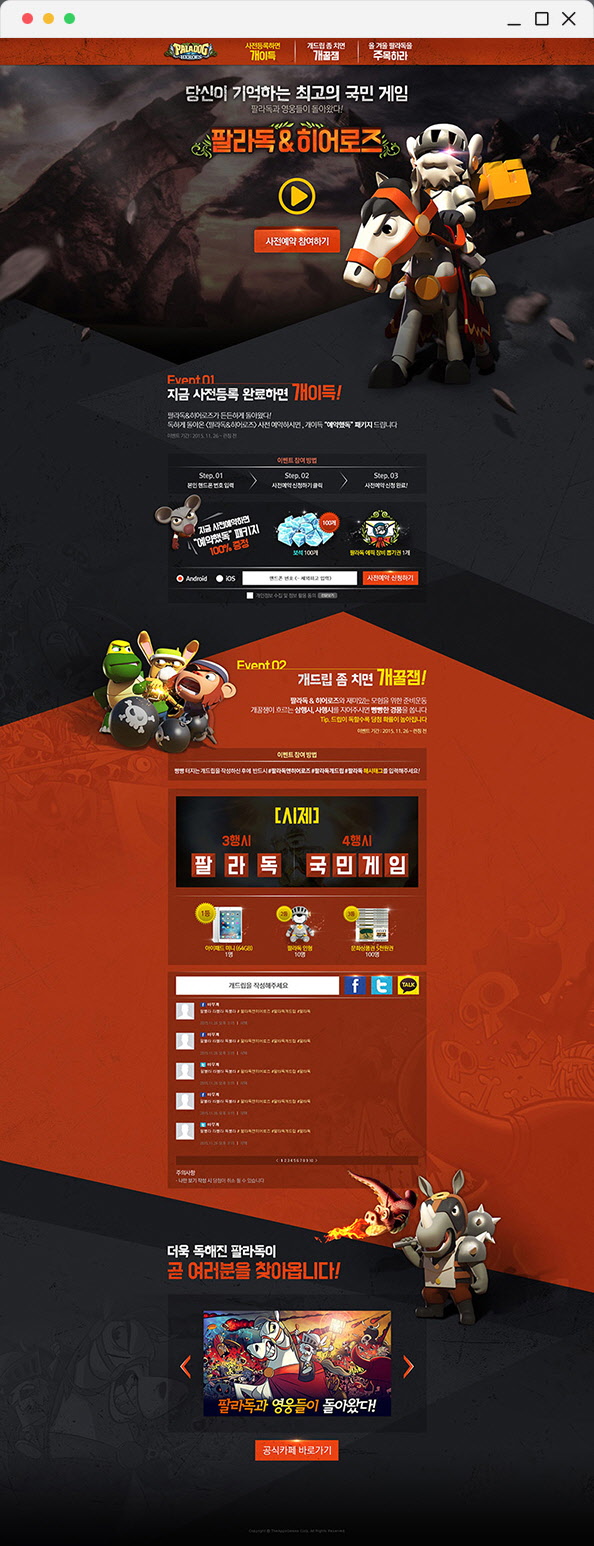 PALADOG
HEROES
사전등록하면
개이득
개드립 좀 치면
개꿀잼
올 겨울 팔라독을
주목하라
당신이 기억하는 최고의 국민 게임
팔라독과 영웅들이 돌아왔다!
팔라독 & 히어로즈
사전예약 참여하기
Event 01
지금 사전등록 완료하면 개이득!
팔라독&히어로즈가 든든하게 돌아왔다!
독하게 돌아온 <팔라독&히어로즈> 사전 예약하시면, 개이득 "예약했독" 패키지 드립니다
이벤트 기간 : 2015. 11. 26 ~ 런칭 전
이벤트 참여 방법
Step. 01
본인 핸드폰 번호 입력
Step. 02
사전예약 신청하기 클릭
Step. 03
사전예약 신청 완료!
지금 사전예약하면
"예약했독" 패키지
100% 증정
100개
보석 100개
팔라독 에픽 장비 뽑기권 1개
Android
iOS
핸드폰 번호 (- 제외하고 입력)
사전예약 신청하기
개인정보 수집 및 정보 활용 동의
Event 02
개드립 좀 치면 개꿀잼!
팔라독 & 히어로즈와 재미있는 모험을 위한 준비운동
개꿀잼이 흐르는 삼행시, 사행시를 지어주시면 빵빵한 경품을 쏩니다
Tip. 드립이 독할수록 당첨 확률이 높아집니다
이벤트 기간 : 2015. 11. 26 ~ 런칭 전
이벤트 참여 방법
빵빵 터지는 개드립을 작성하신 후에 반드시 #팔라독앤히어로즈 #팔라독개드립 #팔라독 해시태그를 입력해주세요!
[시제]
3행시
4행시
팔 라 독
국 민 게 임
1등
2등
3등
아이패드 미니 (64GB)
1명
팔라독 인형
10명
문화상품권 5천원권
100명
개드립을 작성해주세요
TALK
< 1 2 3 4 5 6 7 8 9 10 >
주의사항
더욱 독해진 팔라독이
곧 여러분을 찾아옵니다!
팔라독과 영웅들이 돌아왔다!
공식카페 바로가기